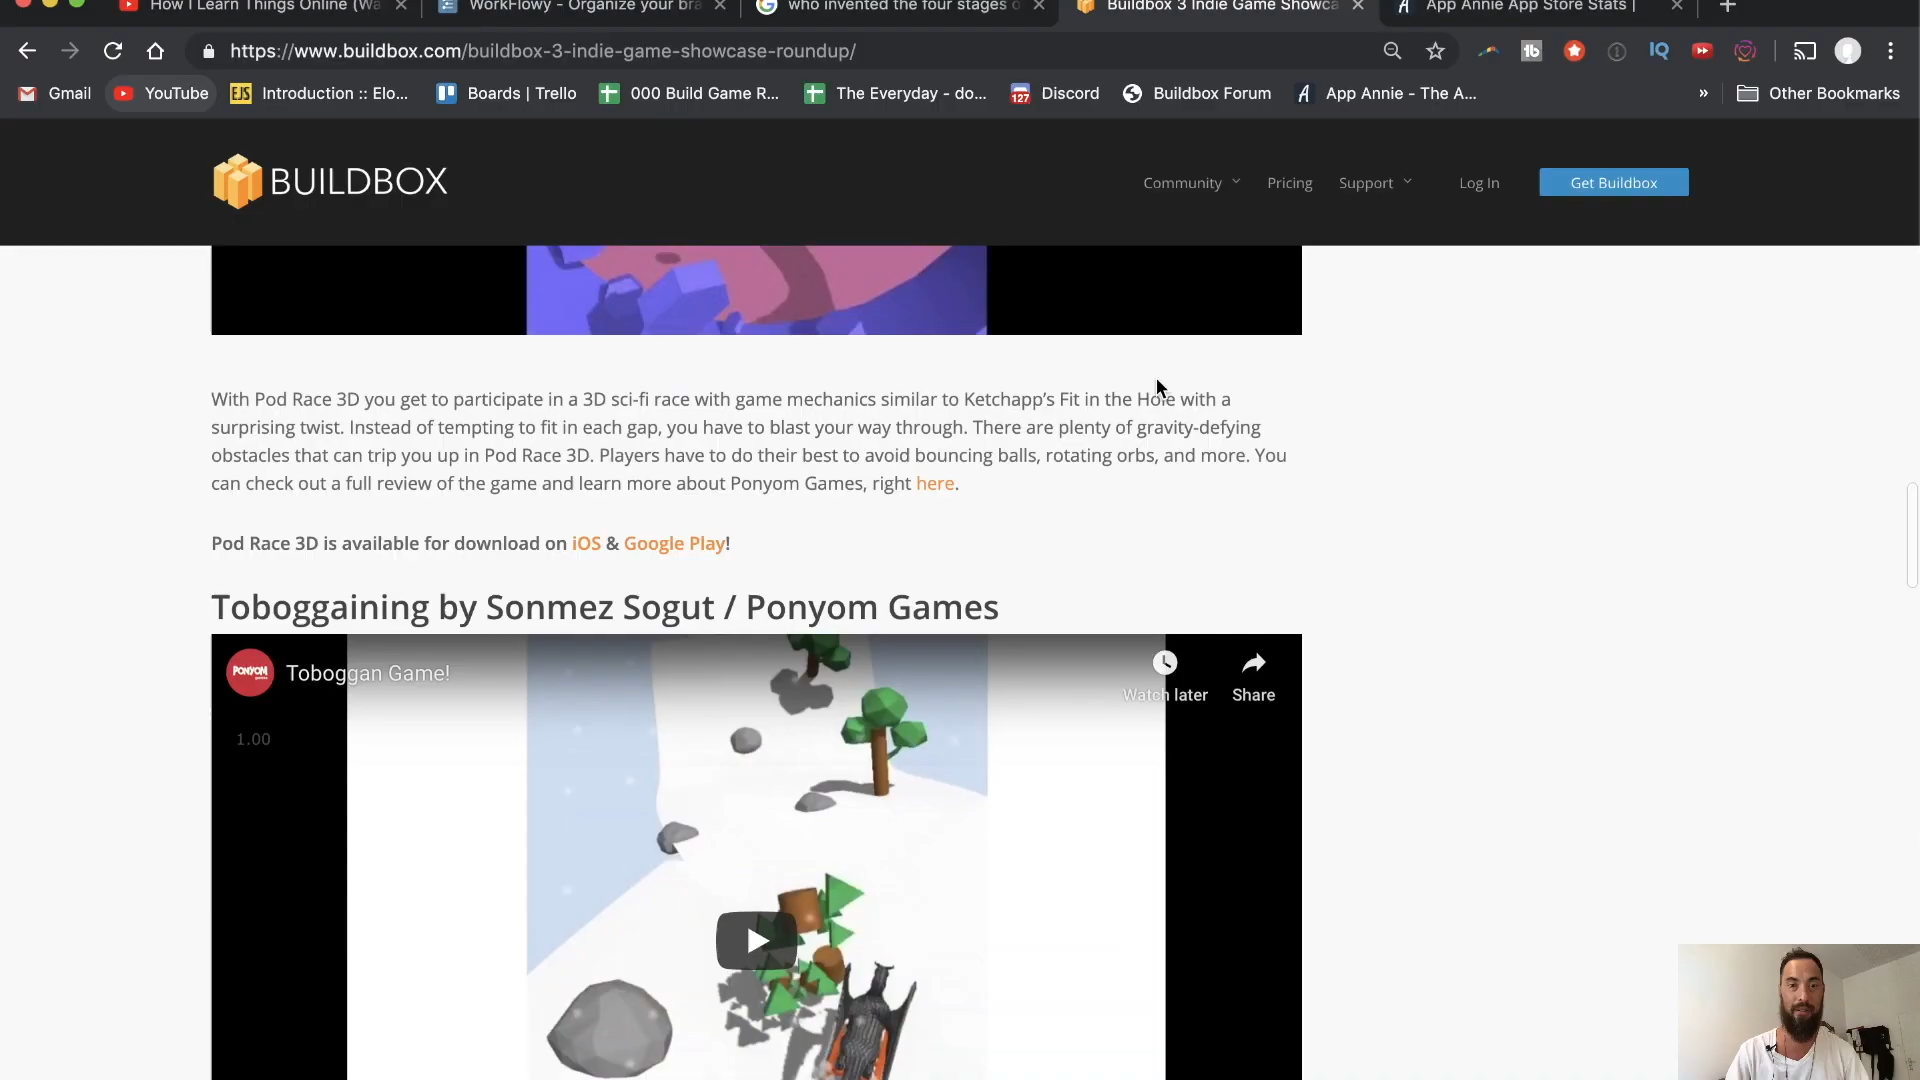 How I Learn Things Online (Wa
WorkFlowy - Organize your bra
who invented the four stages o
Buildbox 3 Indie Game Showca
App Annie App Store Stats |
https://www.buildbox.com/buildbox-3-indie-game-showcase-roundup/
Gmail
YouTube
EJS
Introduction :: Elo...
Boards | Trello
000 Build Game R...
The Everyday - do...
127
Discord
Buildbox Forum
App Annie - The A...
»
Other Bookmarks
BUILDBOX
Community
Pricing
Support
Log In
Get Buildbox
With Pod Race 3D you get to participate in a 3D sci-fi race with game mechanics similar to Ketchapp's Fit in the Hole with a
surprising twist. Instead of tempting to fit in each gap, you have to blast your way through. There are plenty of gravity-defying
obstacles that can trip you up in Pod Race 3D. Players have to do their best to avoid bouncing balls, rotating orbs, and more. You
can check out a full review of the game and learn more about Ponyom Games, right here.
Pod Race 3D is available for download on iOS & Google Play!
Toboggaining by Sonmez Sogut / Ponyom Games
PONYOM
Toboggan Game!
Watch later
Share
1.00